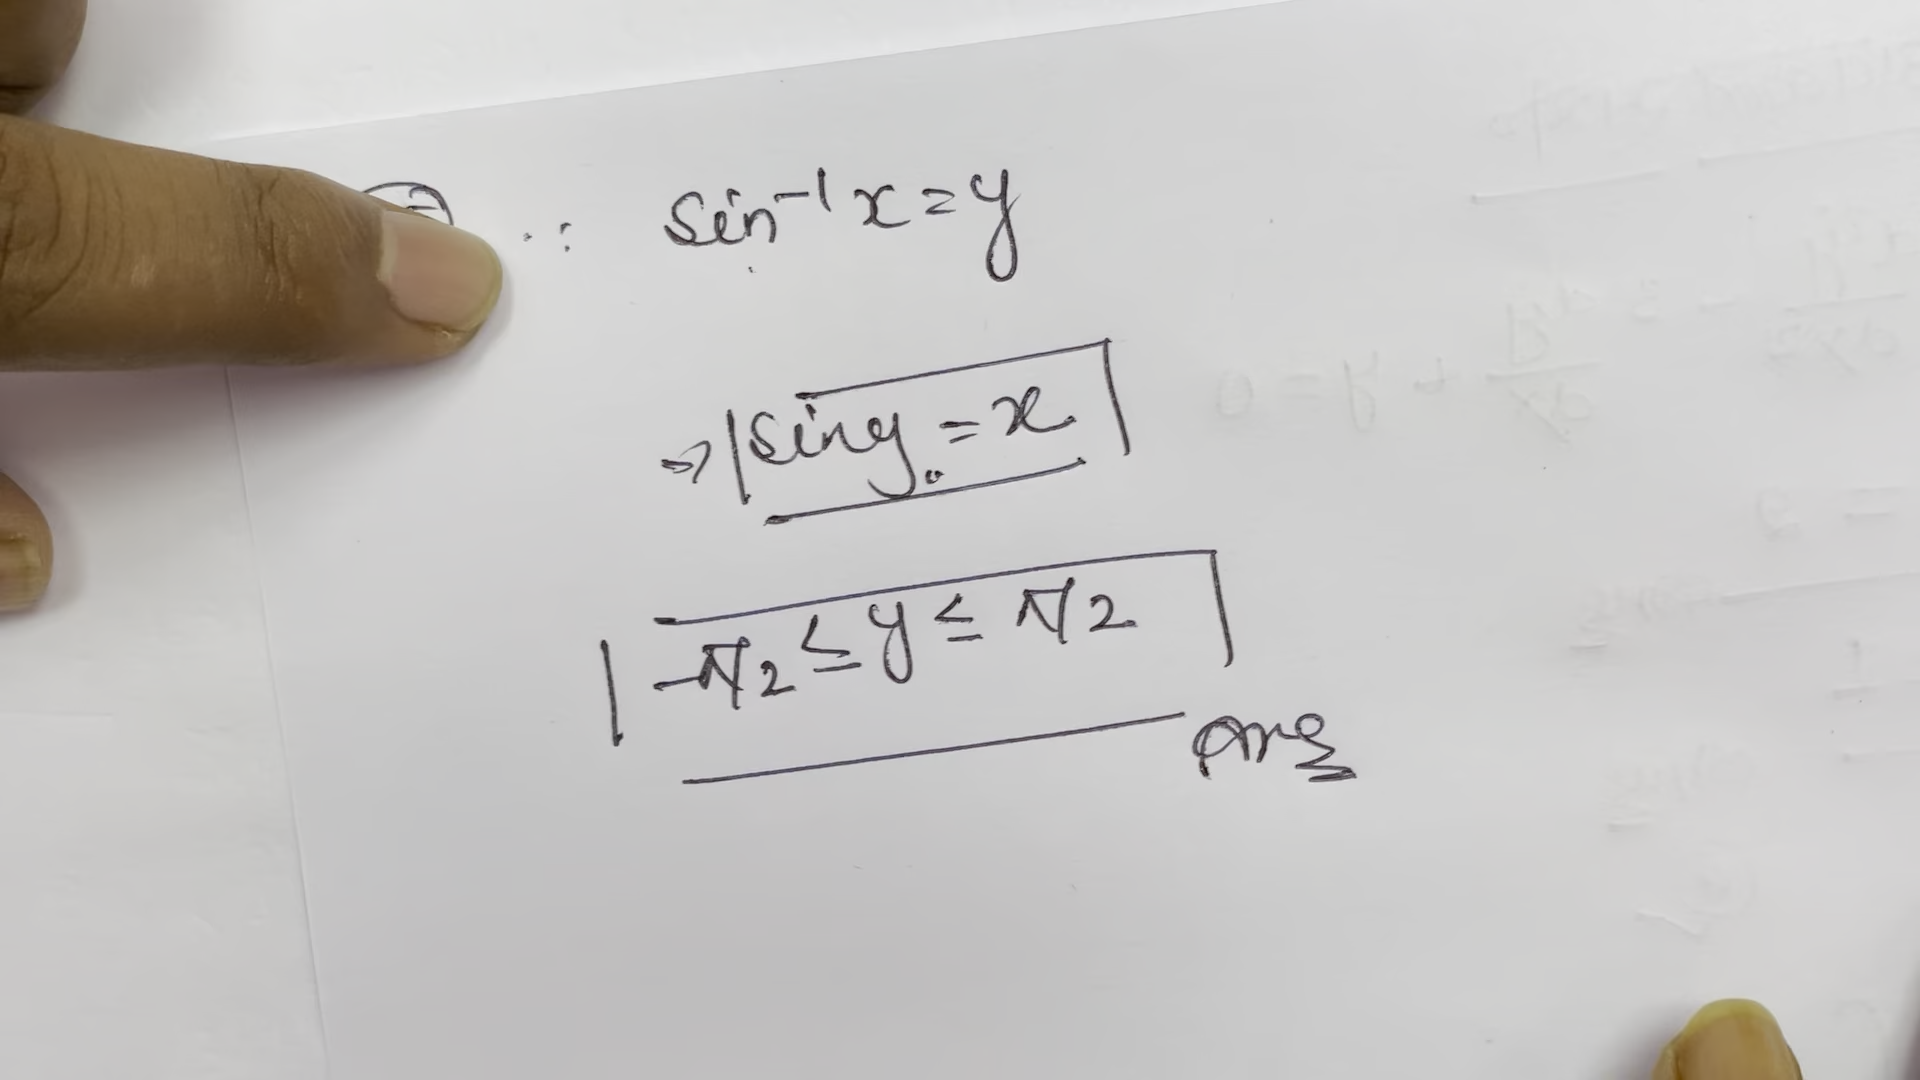 ∴ sin⁻¹x = y
⇒ sin y = x
-π/2 ≤ y ≤ π/2
Ans